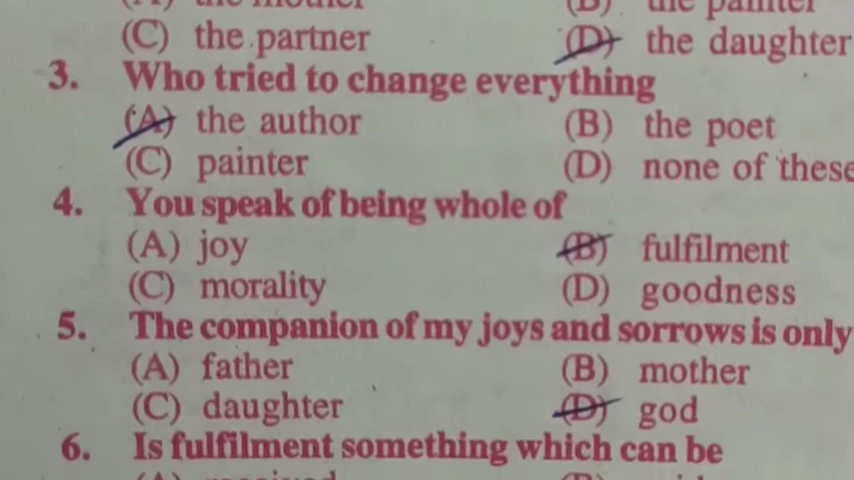 (C) the partner (D) the daughter
3. Who tried to change everything
(A) the author (B) the poet
(C) painter (D) none of these
4. You speak of being whole of
(A) joy (B) fulfilment
(C) morality (D) goodness
5. The companion of my joys and sorrows is only
(A) father (B) mother
(C) daughter (D) god
6. Is fulfilment something which can be